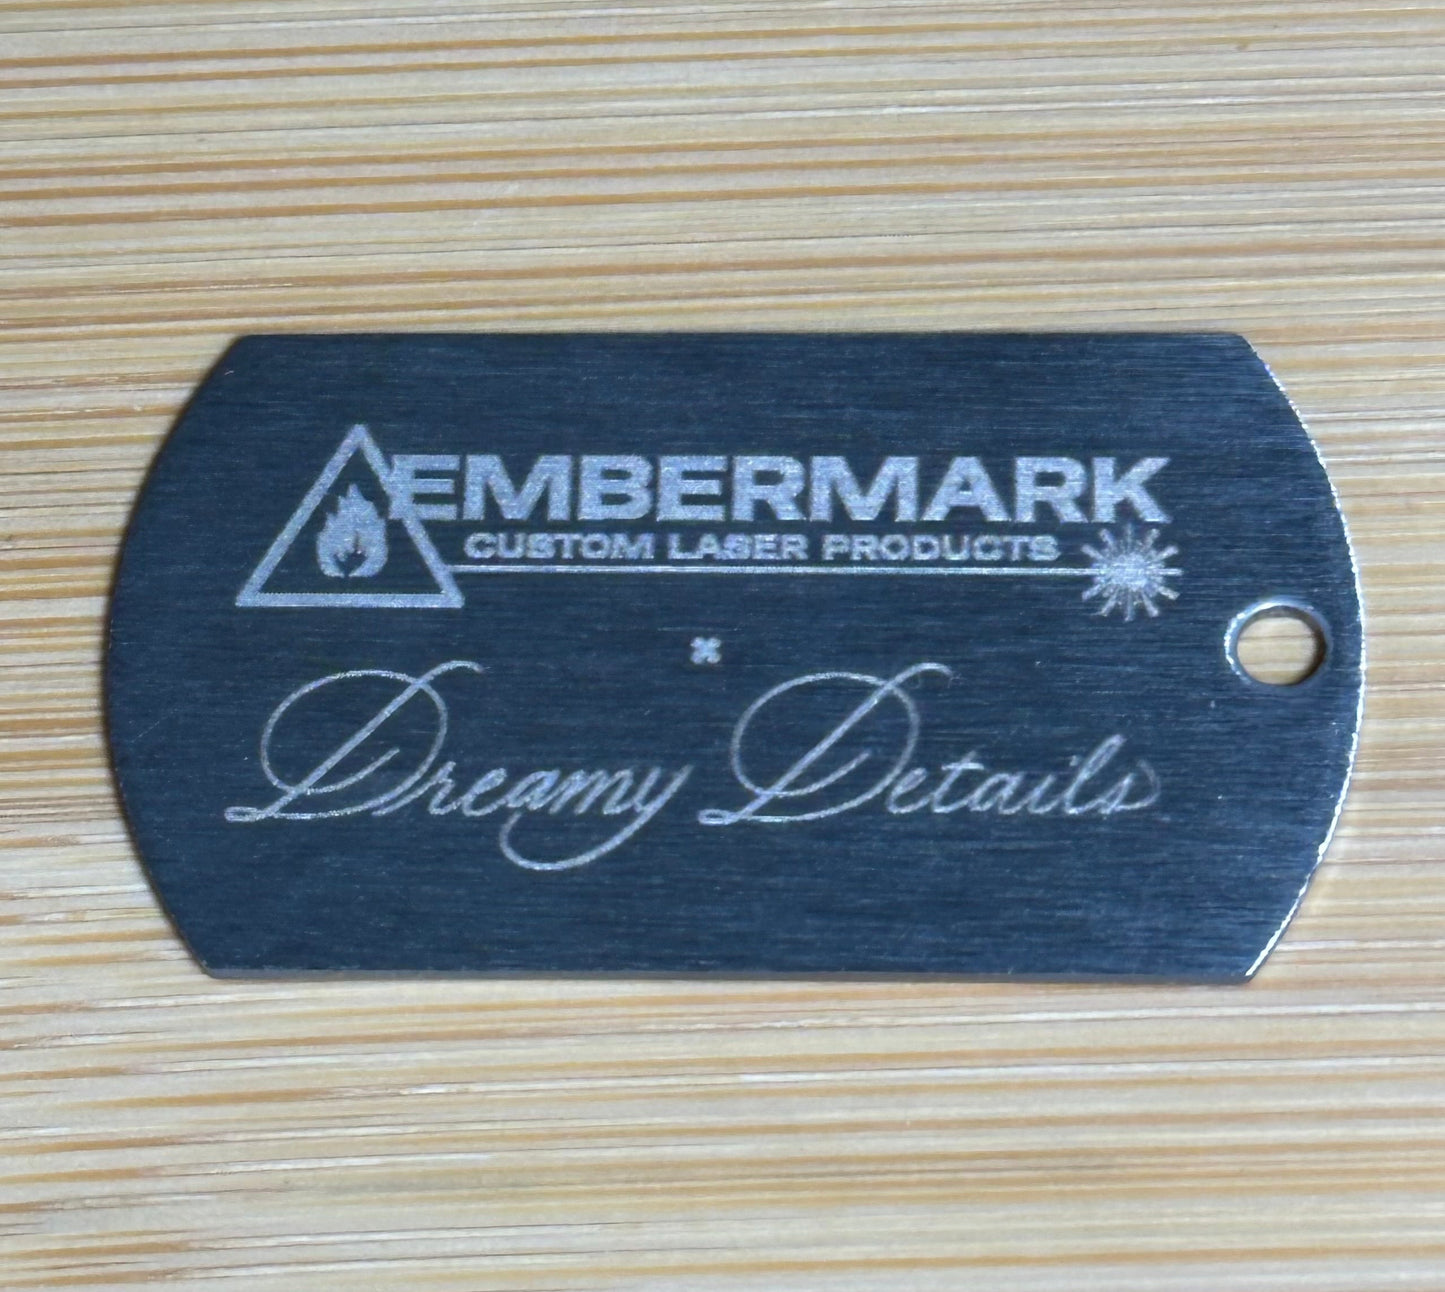 EMBERMARK
CUSTOM LASER PRODUCTS
×
Dreamy Details